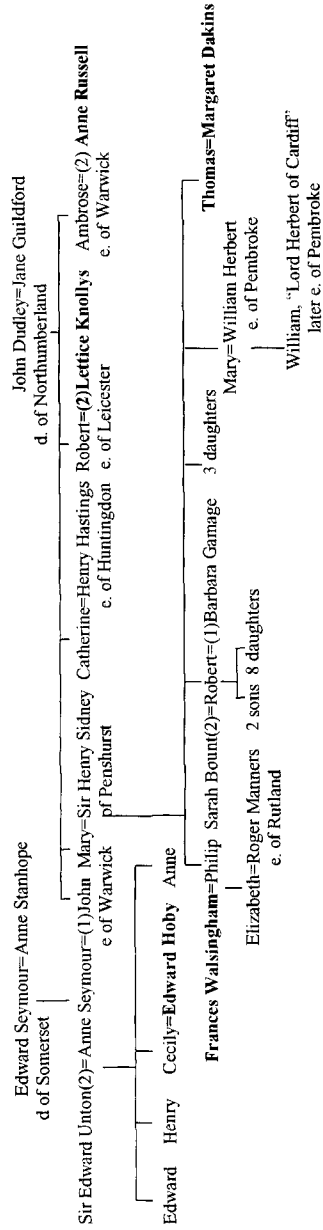 Edward Seymour=Anne Stanhope
d of Somerset
John Dudley=Jane Guildford
d. of Northumberland
Sir Edward Unton(2)=Anne Seymour=(1)John
e of Warwick
Mary=Sir Henry Sidney
of Penshurst
Catherine=Henry Hastings
e. of Huntingdon
Robert=(2)Lettice Knollys
e. of Leicester
Ambrose=(2) Anne Russell
e. of Warwick
Edward Henry Cecily=Edward Hoby Anne
Frances Walsingham=Philip
Sarah Bount(2)=Robert=(1)Barbara Gamage
3 daughters
Mary=William Herbert
e. of Pembroke
Thomas=Margaret Dakins
Elizabeth=Roger Manners
e. of Rutland
2 sons 8 daughters
William, "Lord Herbert of Cardiff"
later e. of Pembroke